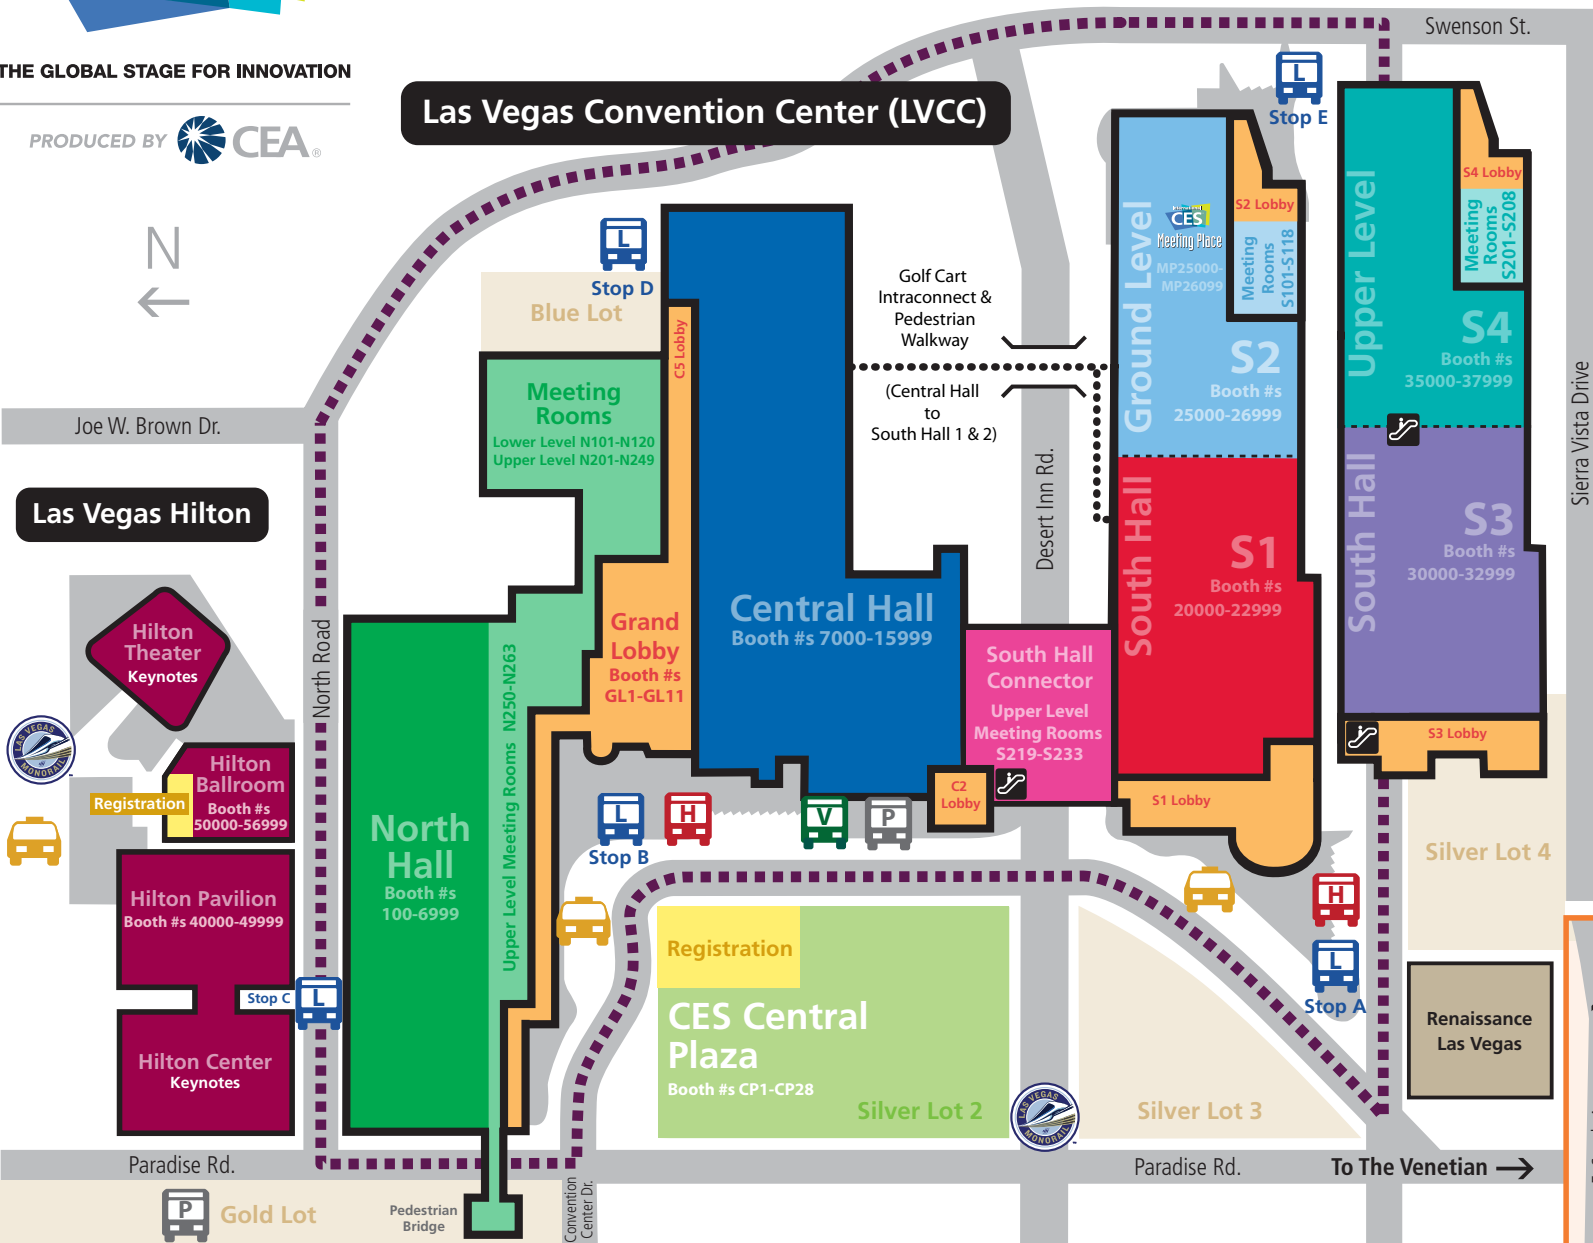 THE GLOBAL STAGE FOR INNOVATION
PRODUCED BY CEA®
N
Las Vegas Convention Center (LVCC)
Swenson St.
L
Stop E
L
Stop D
Blue Lot
C5 Lobby
Golf Cart
Intraconnect &
Pedestrian
Walkway
(Central Hall
to
South Hall 1 & 2)
Ground Level
CES
Meeting Place
MP25000-
MP26099
S2 Lobby
Meeting
Rooms
S101-S118
S2
Booth #s
25000-26999
Upper Level
S4 Lobby
Meeting
Rooms
S201-S208
S4
Booth #s
35000-37999
Sierra Vista Drive
Meeting
Rooms
Lower Level N101-N120
Upper Level N201-N249
Joe W. Brown Dr.
Las Vegas Hilton
Desert Inn Rd.
South Hall
S1
Booth #s
20000-22999
South Hall
S3
Booth #s
30000-32999
Hilton
Theater
Keynotes
North Road
Grand
Lobby
Booth #s
GL1-GL11
Central Hall
Booth #s 7000-15999
South Hall
Connector
Upper Level
Meeting Rooms
S219-S233
Upper Level Meeting Rooms N250-N263
LAS VEGAS
MONORAIL
Hilton
Ballroom
Booth #s
50000-56999
Registration
C2
Lobby
S1 Lobby
S3 Lobby
North
Hall
Booth #s
100-6999
L
Stop B
H
V
P
Silver Lot 4
Hilton Pavilion
Booth #s 40000-49999
H
L
Stop A
Registration
CES Central
Plaza
Booth #s CP1-CP28
Silver Lot 2
Stop C
L
Hilton Center
Keynotes
Renaissance
Las Vegas
LAS VEGAS
MONORAIL
Silver Lot 3
Paradise Rd.
Paradise Rd.
To The Venetian
P
Gold Lot
Pedestrian
Bridge
Convention
Center Dr.